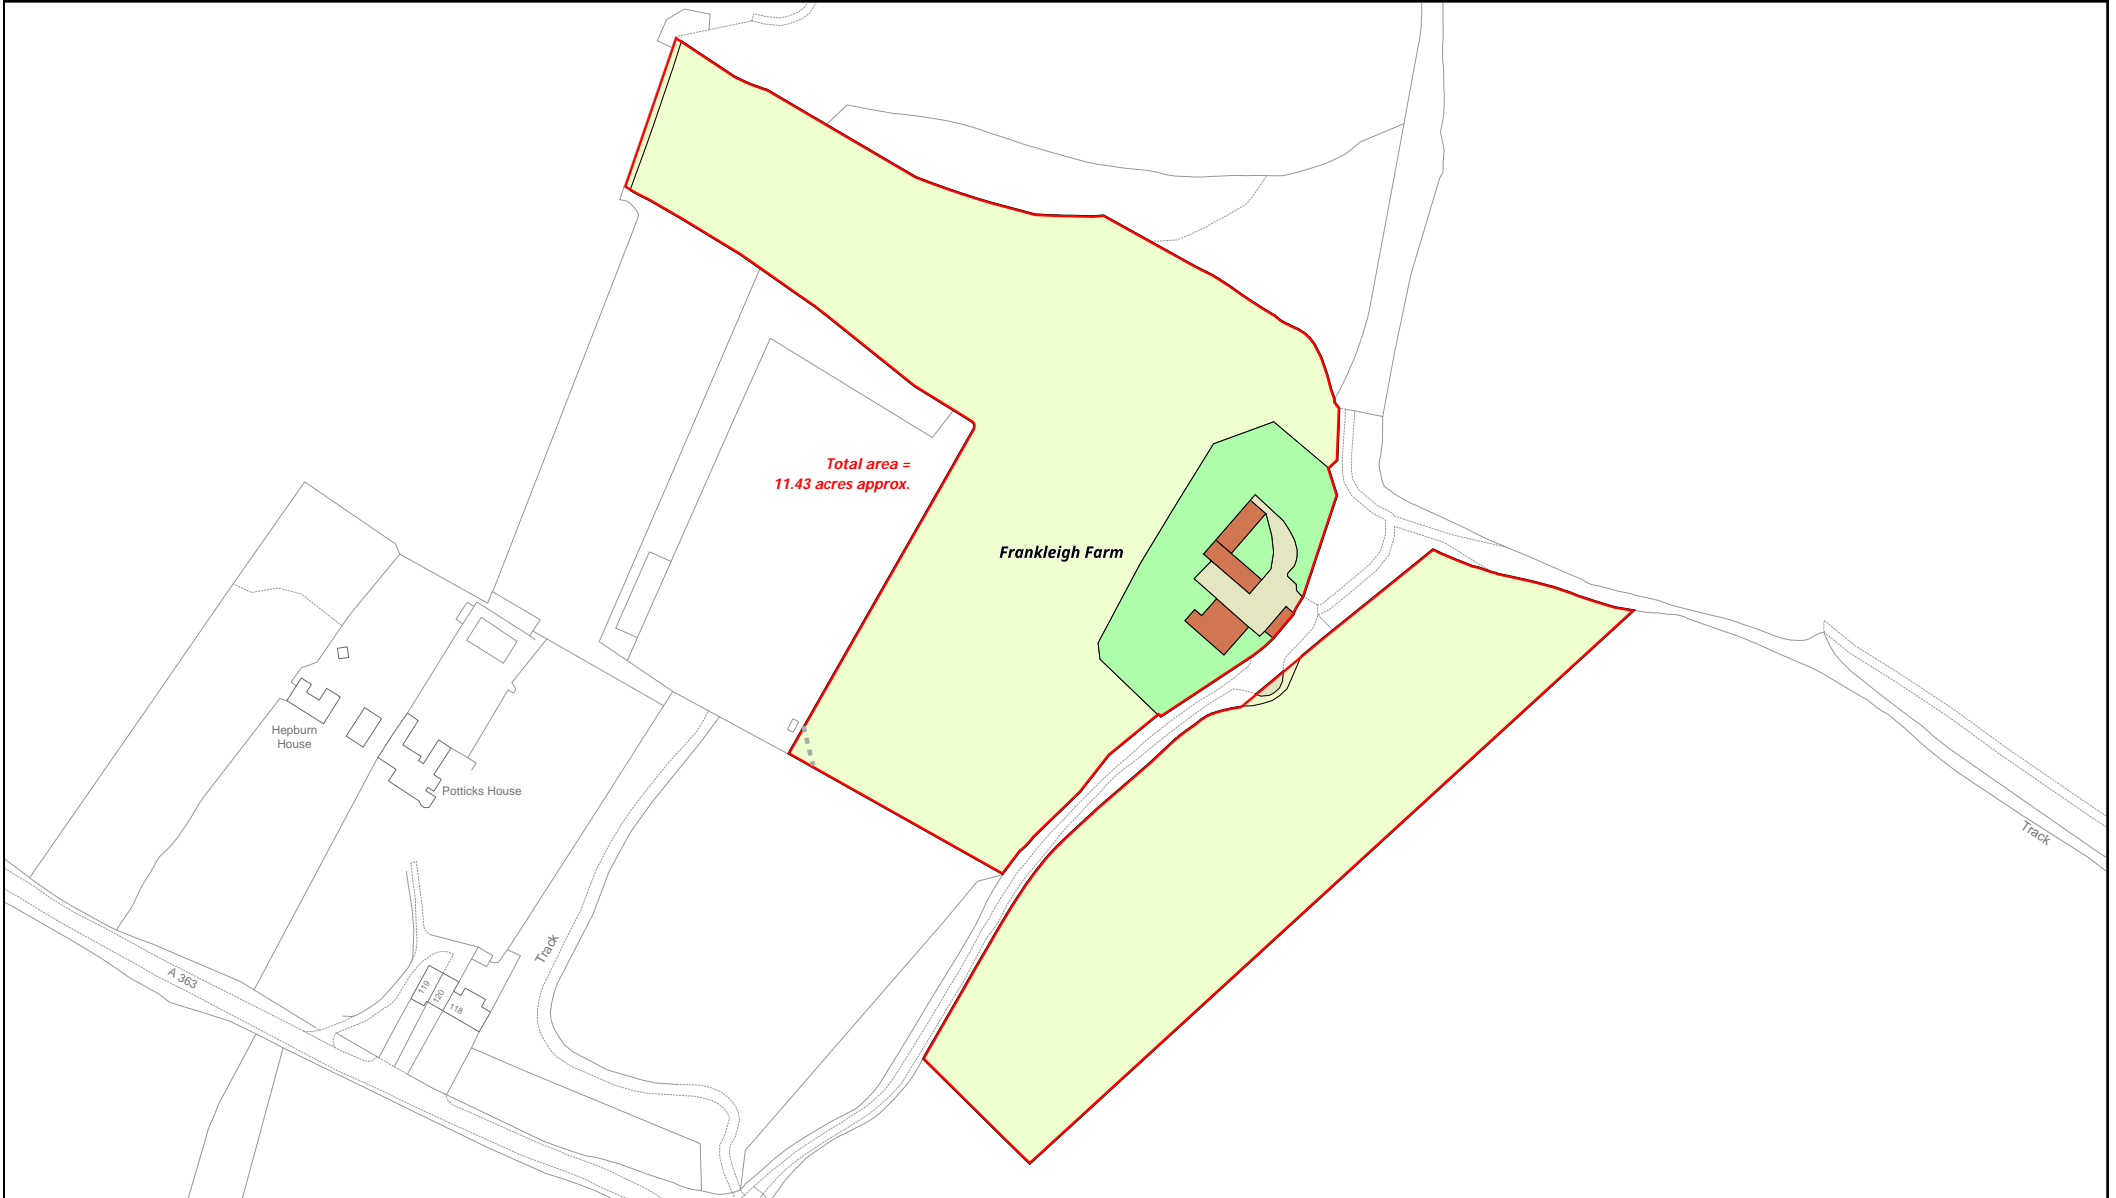 Total area =
11.43 acres approx.
Frankleigh Farm
Hepburn
House
Potticks House
Track
Track
A 363
119
120
118